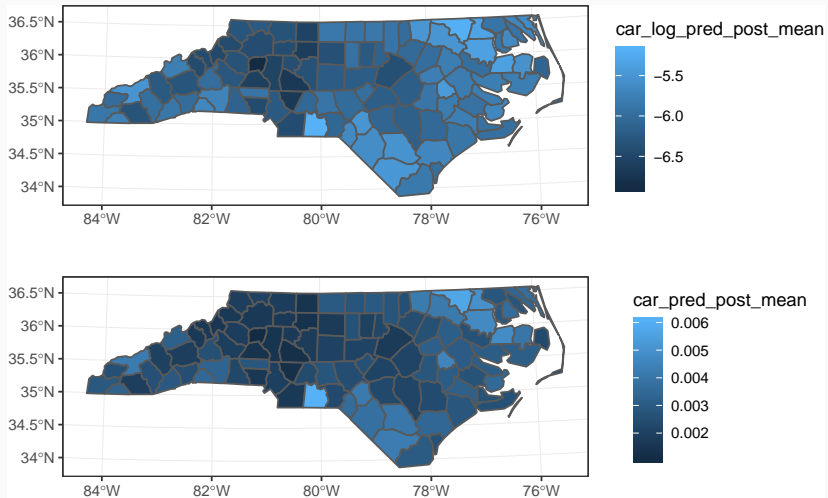 car_log_pred_post_mean
36.5°N
36°N
35.5°N
35°N
34.5°N
34°N
−5.5
−6.0
−6.5
84°W 82°W 80°W 78°W 76°W
car_pred_post_mean
36.5°N
36°N
35.5°N
35°N
34.5°N
34°N
0.006
0.005
0.004
0.003
0.002
84°W 82°W 80°W 78°W 76°W